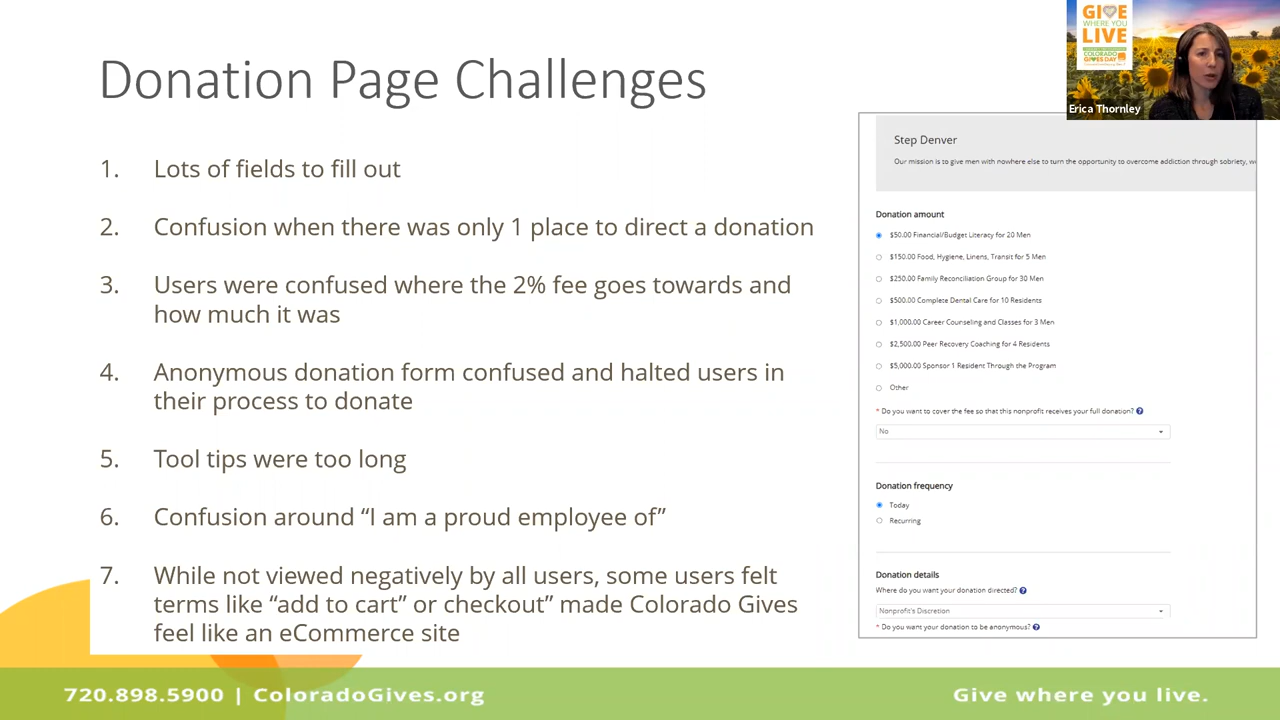 GIVE
WHERE YOU
LIVE
COLORADO
GIVES DAY
Erica Thornley
Donation Page Challenges
1. Lots of fields to fill out
2. Confusion when there was only 1 place to direct a donation
3. Users were confused where the 2% fee goes towards and
how much it was
4. Anonymous donation form confused and halted users in
their process to donate
5. Tool tips were too long
6. Confusion around “I am a proud employee of”
7. While not viewed negatively by all users, some users felt
terms like “add to cart” or checkout” made Colorado Gives
feel like an eCommerce site
Step Denver
Our mission is to give men with nowhere else to turn the opportunity to overcome addiction through sobriety, w
Donation amount
$50.00 Financial/Budget Literacy for 20 Men
$150.00 Food, Hygiene, Linens, Transit for 5 Men
$250.00 Family Reconciliation Group for 30 Men
$500.00 Complete Dental Care for 10 Residents
$1,000.00 Career Counseling and Classes for 3 Men
$2,500.00 Peer Recovery Coaching for 4 Residents
$5,000.00 Sponsor 1 Resident Through the Program
Other
* Do you want to cover the fee so that this nonprofit receives your full donation? ?
No
Donation frequency
Today
Recurring
Donation details
Where do you want your donation directed? ?
Nonprofit's Discretion
* Do you want your donation to be anonymous? ?
720.898.5900 | ColoradoGives.org
Give where you live.